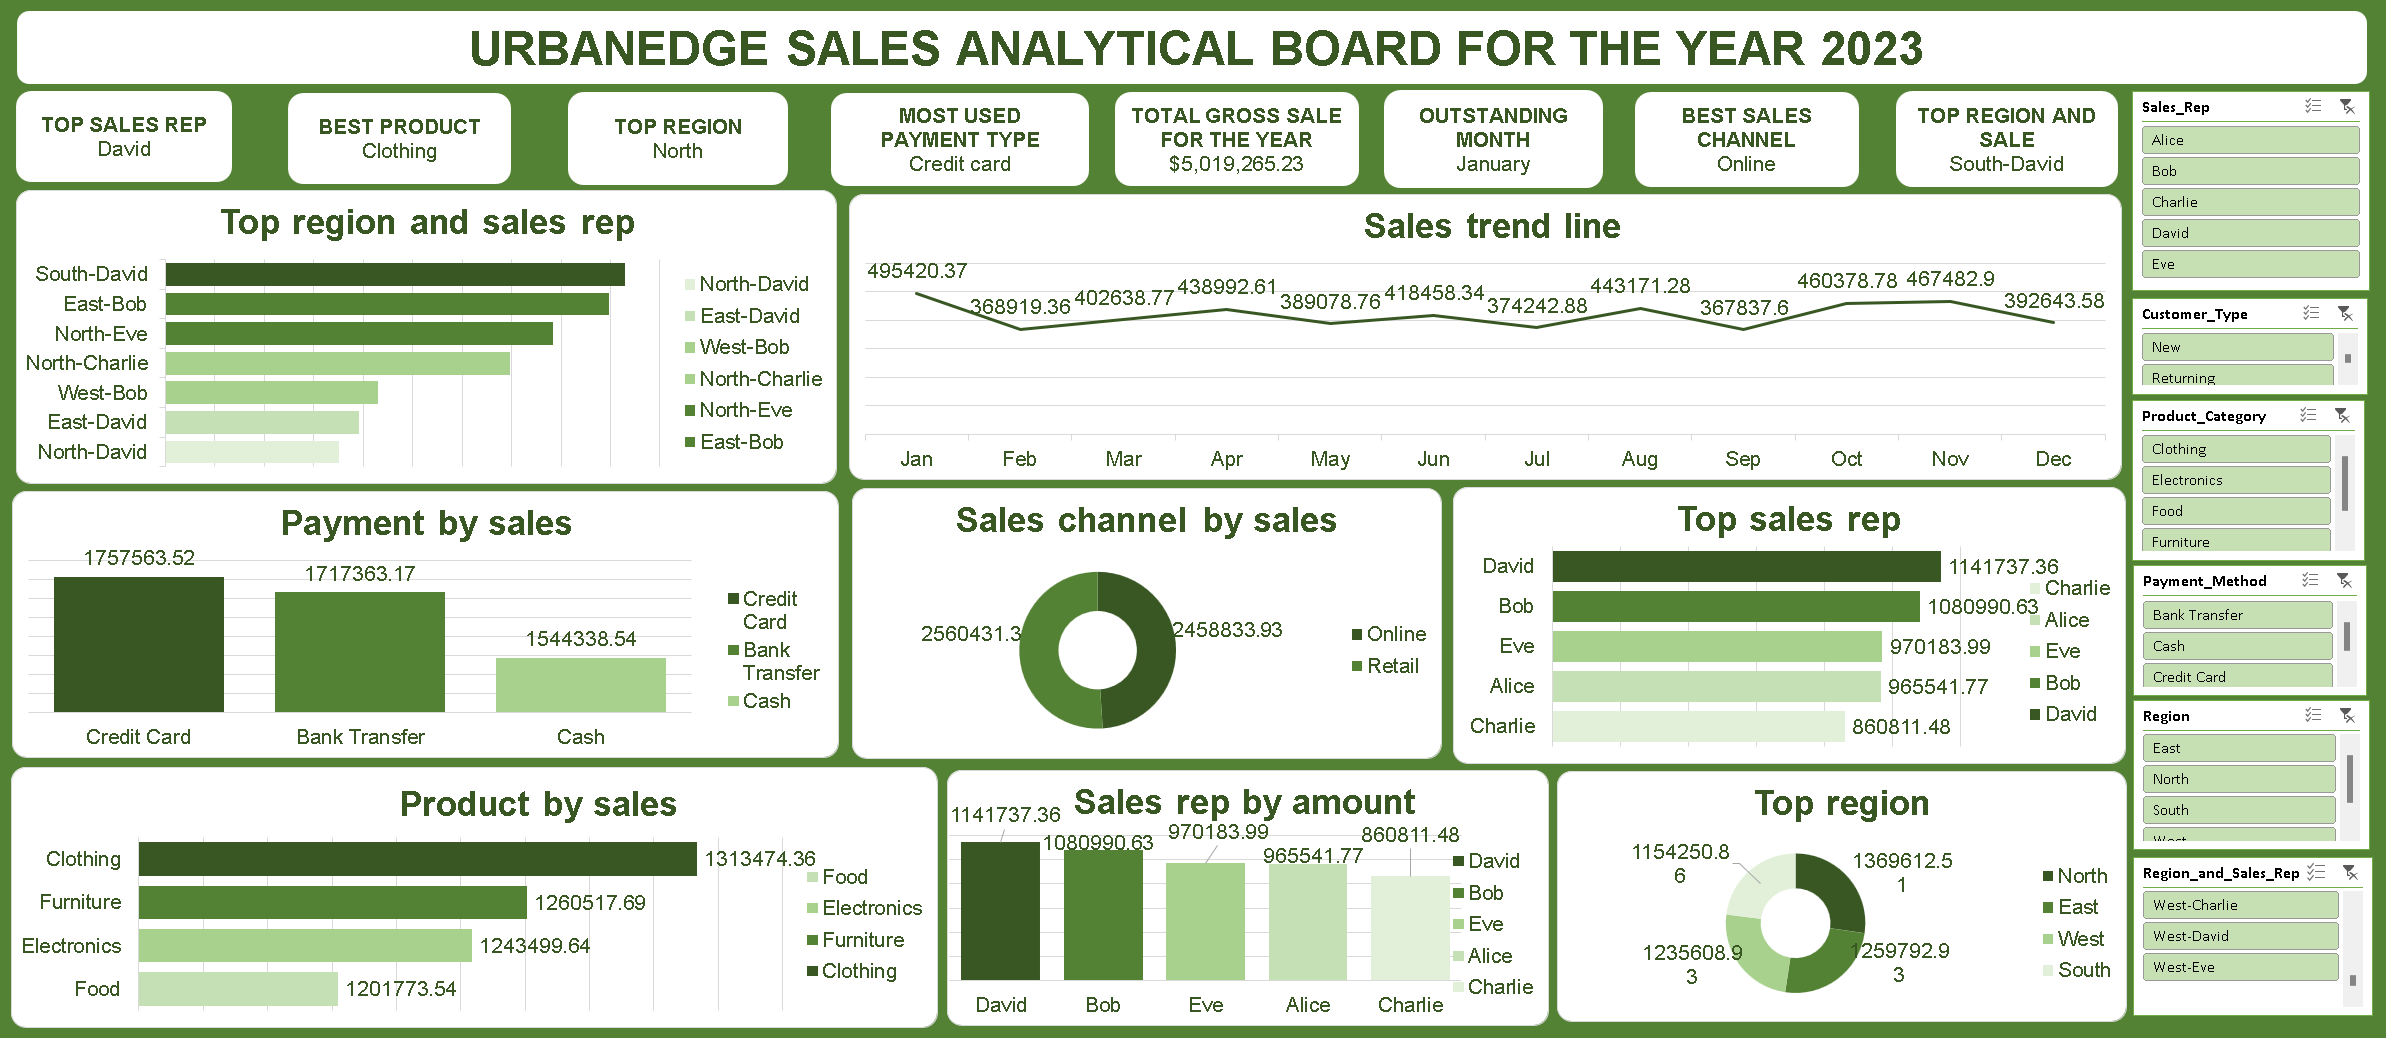 URBANEDGE SALES ANALYTICAL BOARD FOR THE YEAR 2023
TOP SALES REP
David
BEST PRODUCT
Clothing
TOP REGION
North
MOST USED
PAYMENT TYPE
Credit card
TOTAL GROSS SALE
FOR THE YEAR
$5,019,265.23
OUTSTANDING
MONTH
January
BEST SALES
CHANNEL
Online
TOP REGION AND
SALE
South-David
Top region and sales rep
South-David
East-Bob
North-Eve
North-Charlie
West-Bob
East-David
North-David
North-David
East-David
West-Bob
North-Charlie
North-Eve
East-Bob
Sales trend line
495420.37
368919.36
402638.77
438992.61
389078.76
418458.34
374242.88
443171.28
367837.6
460378.78
467482.9
392643.58
Jan
Feb
Mar
Apr
May
Jun
Jul
Aug
Sep
Oct
Nov
Dec
Payment by sales
1757563.52
1717363.17
1544338.54
Credit Card
Bank Transfer
Cash
Credit
Card
Bank
Transfer
Cash
Sales channel by sales
2560431.3
2458833.93
Online
Retail
Top sales rep
David
1141737.36
Bob
1080990.63
Eve
970183.99
Alice
965541.77
Charlie
860811.48
Charlie
Alice
Eve
Bob
David
Product by sales
Clothing
1313474.36
Furniture
1260517.69
Electronics
1243499.64
Food
1201773.54
Food
Electronics
Furniture
Clothing
Sales rep by amount
1141737.36
1080990.63
970183.99
965541.77
860811.48
David
Bob
Eve
Alice
Charlie
David
Bob
Eve
Alice
Charlie
Top region
1154250.8
6
1369612.5
1
1235608.9
3
1259792.9
3
North
East
West
South
Sales_Rep
Alice
Bob
Charlie
David
Eve
Customer_Type
New
Returning
Product_Category
Clothing
Electronics
Food
Furniture
Payment_Method
Bank Transfer
Cash
Credit Card
Region
East
North
South
West
Region_and_Sales_Rep
West-Charlie
West-David
West-Eve